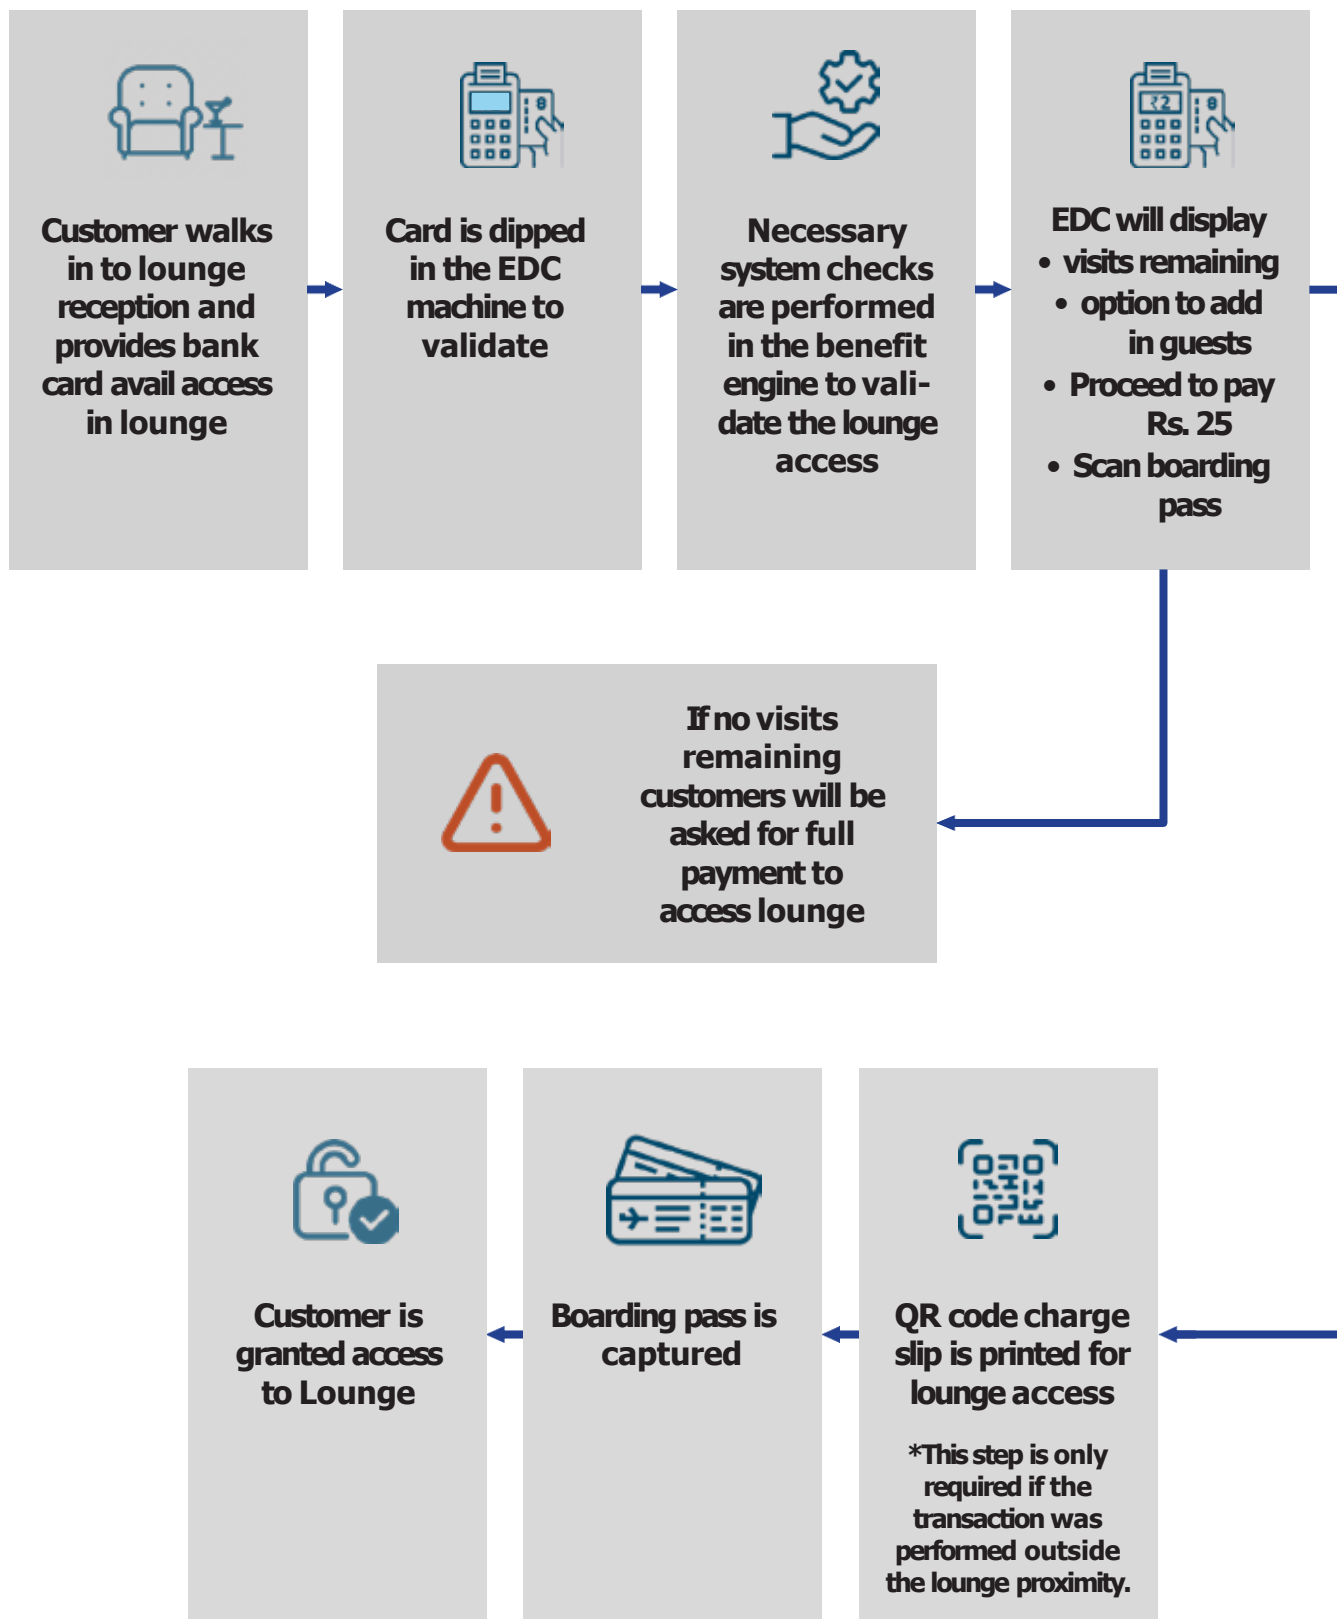 Customer walks
in to lounge
reception and
provides bank
card avail access
in lounge
Card is dipped
in the EDC
machine to
validate
Necessary
system checks
are performed
in the benefit
engine to vali-
date the lounge
access
₹2
EDC will display
• visits remaining
• option to add
in guests
• Proceed to pay
Rs. 25
• Scan boarding
pass
If no visits
remaining
customers will be
asked for full
payment to
access lounge
QR code charge
slip is printed for
lounge access
*This step is only
required if the
transaction was
performed outside
the lounge proximity.
Boarding pass is
captured
Customer is
granted access
to Lounge